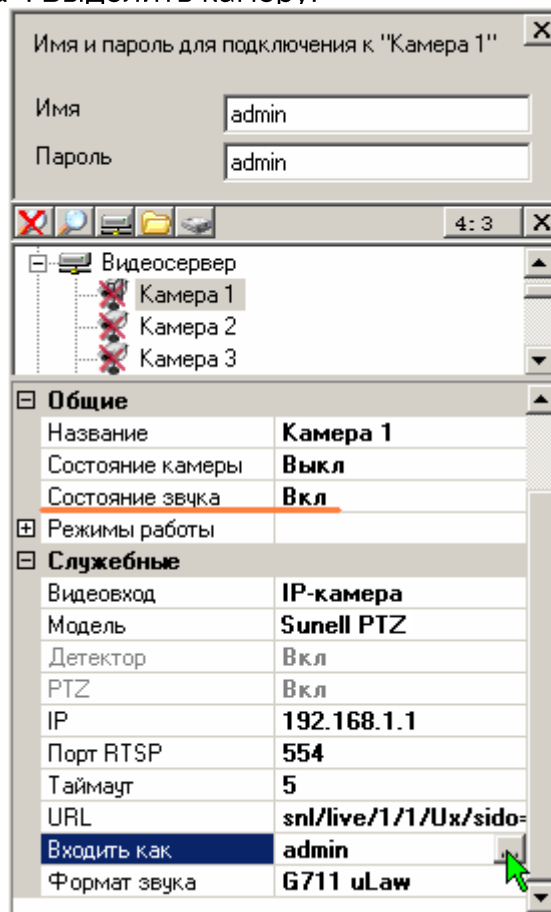 Выделить камеру.
Имя и пароль для подключения к "Камера 1"
Имя admin
Пароль admin
4:3
Видеосервер
Камера 1
Камера 2
Камера 3
Общие
Название Камера 1
Состояние камеры Выкл
Состояние звука Вкл
Режимы работы
Служебные
Видеовход IP-камера
Модель Sunell PTZ
Детектор Вкл
PTZ Вкл
IP 192.168.1.1
Порт RTSP 554
Таймаут 5
URL snl/live/1/1/Ux/sido=
Входить как admin ...
Формат звука G711 uLaw